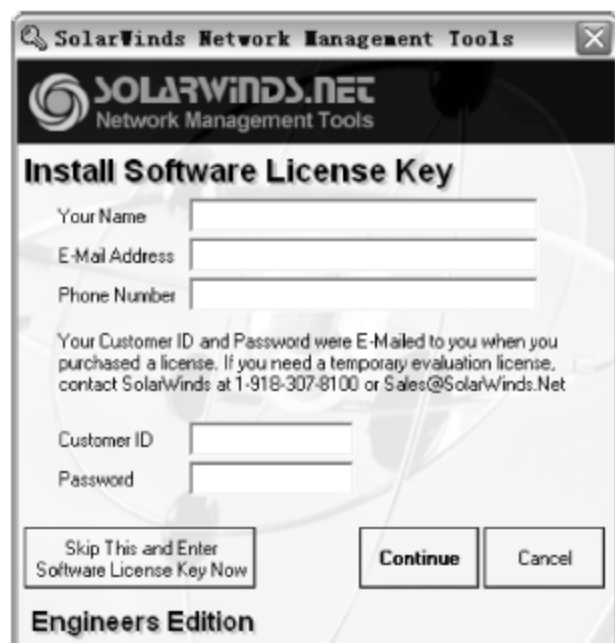 SolarWinds Network Management Tools
SOLARWINDS.NET
Network Management Tools
Install Software License Key
Your Name
E-Mail Address
Phone Number
Your Customer ID and Password were E-Mailed to you when you
purchased a license. If you need a temporary evaluation license,
contact SolarWinds at 1-918-307-8100 or Sales@SolarWinds.Net
Customer ID
Password
Skip This and Enter
Software License Key Now
Continue
Cancel
Engineers Edition